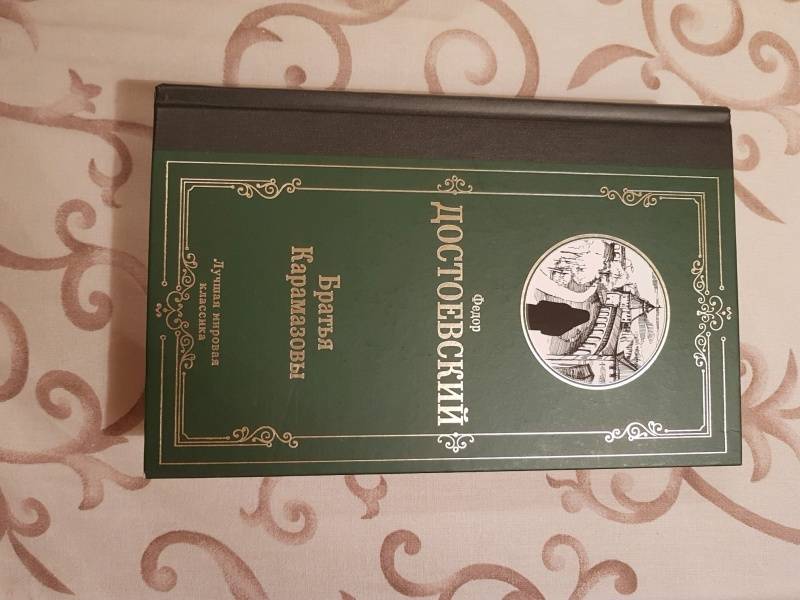 Федор
ДОСТОЕВСКИЙ
Братья
Карамазовы
Лучшая мировая
классика